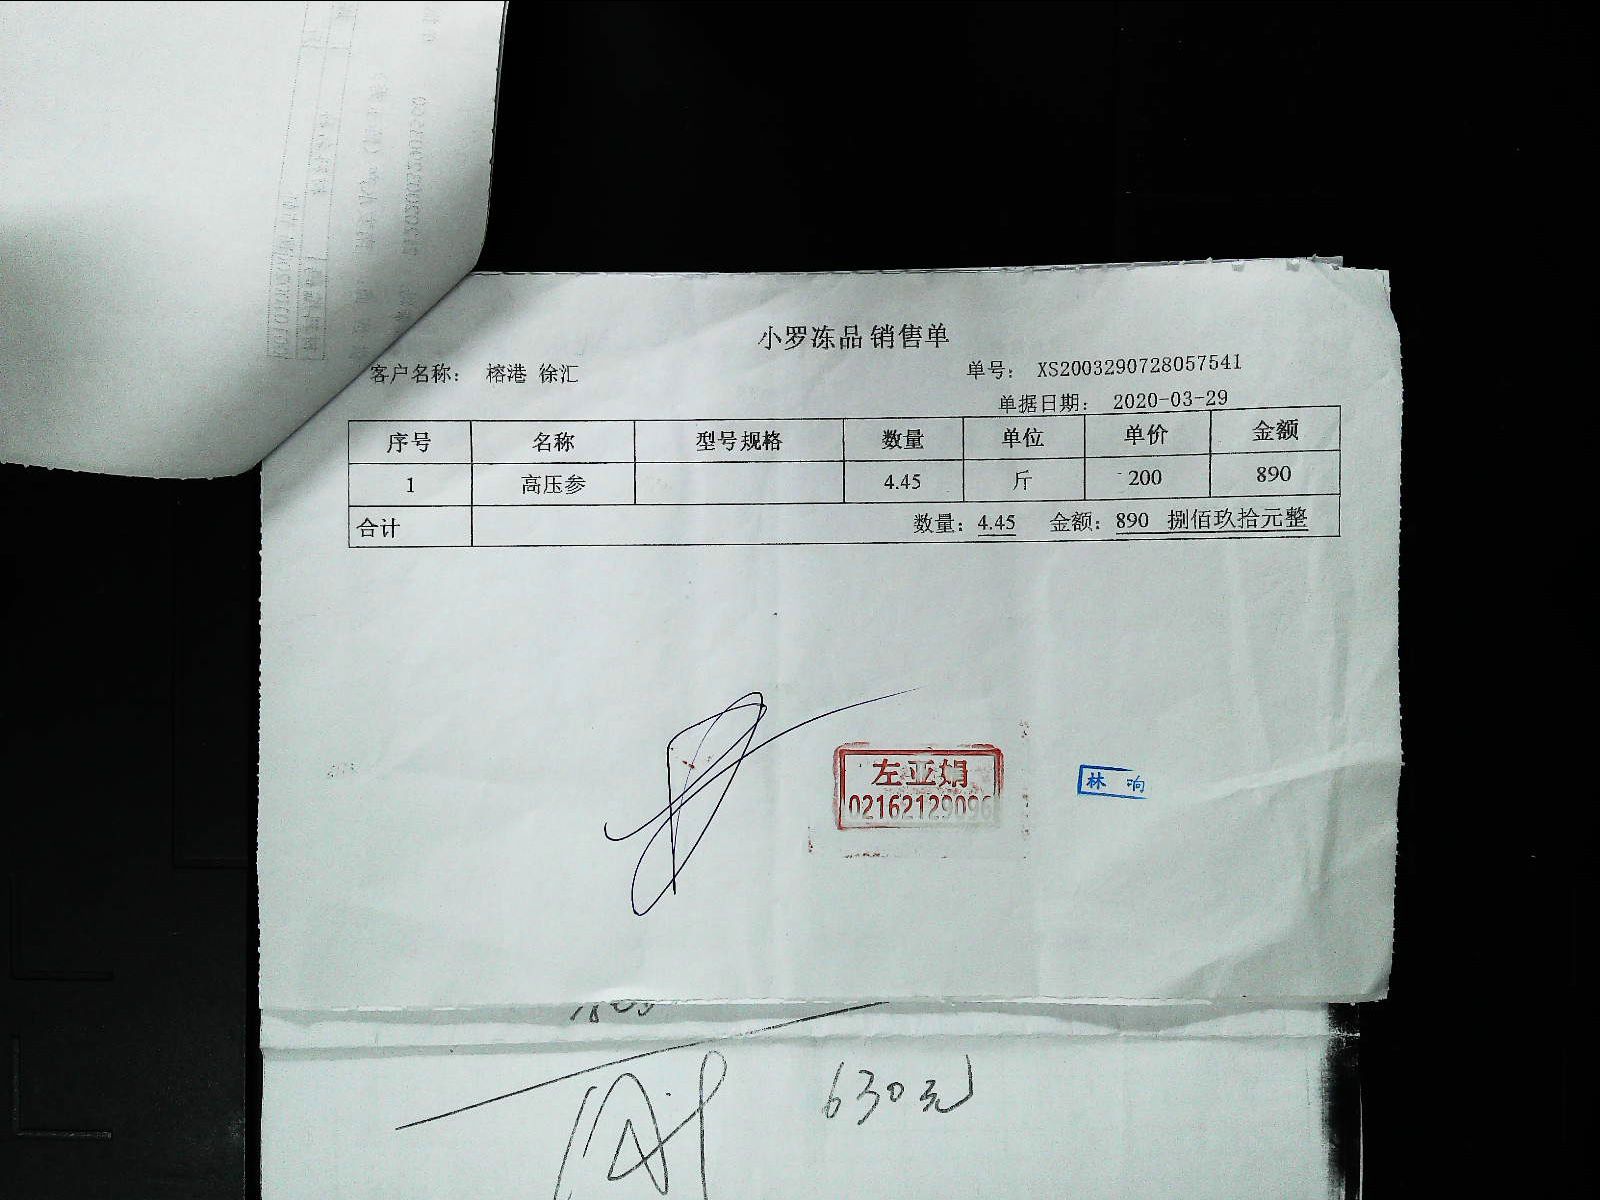 小罗冻品 销售单
客户名称： 榕港 徐汇 单号： XS2003290728057541
单据日期： 2020-03-29
序号 名称 型号规格 数量 单位 单价 金额
1 高压参 4.45 斤 200 890
合计 数量：4.45 金额：890 捌佰玖拾元整
左亚娟
02162129096
林 洵
630元